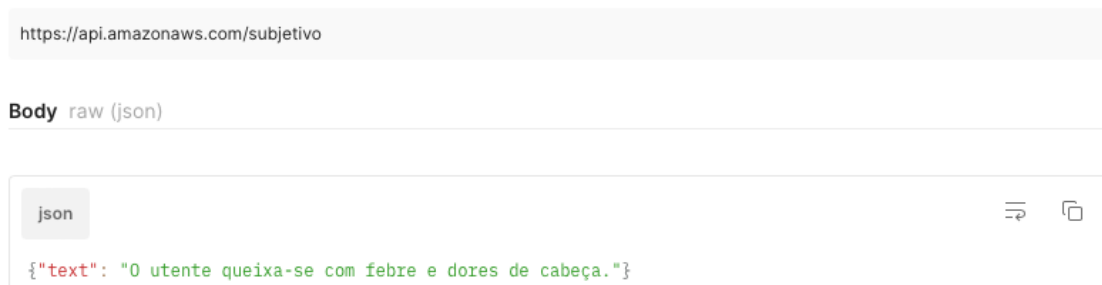 https://api.amazonaws.com/subjetivo
Body raw (json)
json
{"text": "O utente queixa-se com febre e dores de cabeça."}